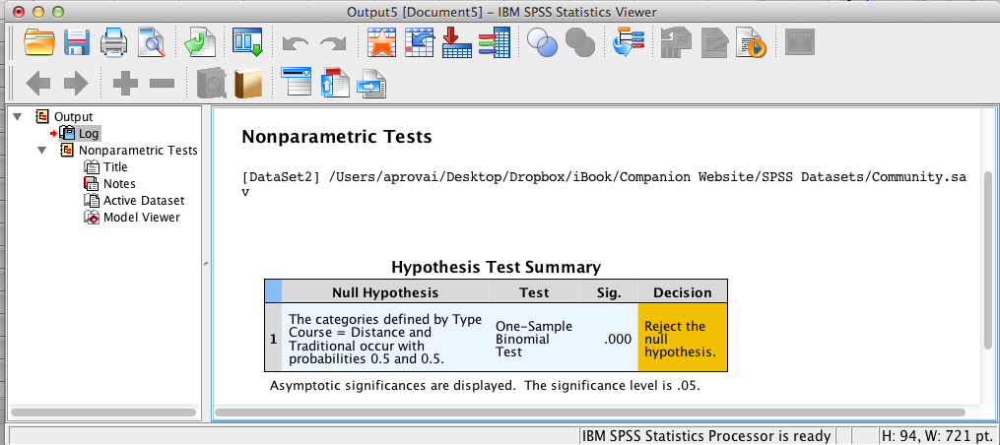 Output5 [Document5] – IBM SPSS Statistics Viewer
Output
Log
Nonparametric Tests
Title
Notes
Active Dataset
Model Viewer
Nonparametric Tests
[DataSet2] /Users/aprovai/Desktop/Dropbox/iBook/Companion Website/SPSS Datasets/Community.sa
v
Hypothesis Test Summary
Null Hypothesis Test Sig. Decision
1
The categories defined by Type
Course = Distance and
Traditional occur with
probabilities 0.5 and 0.5.
One-Sample
Binomial
Test
.000
Reject the
null
hypothesis.
Asymptotic significances are displayed. The significance level is .05.
IBM SPSS Statistics Processor is ready
H: 94, W: 721 pt.